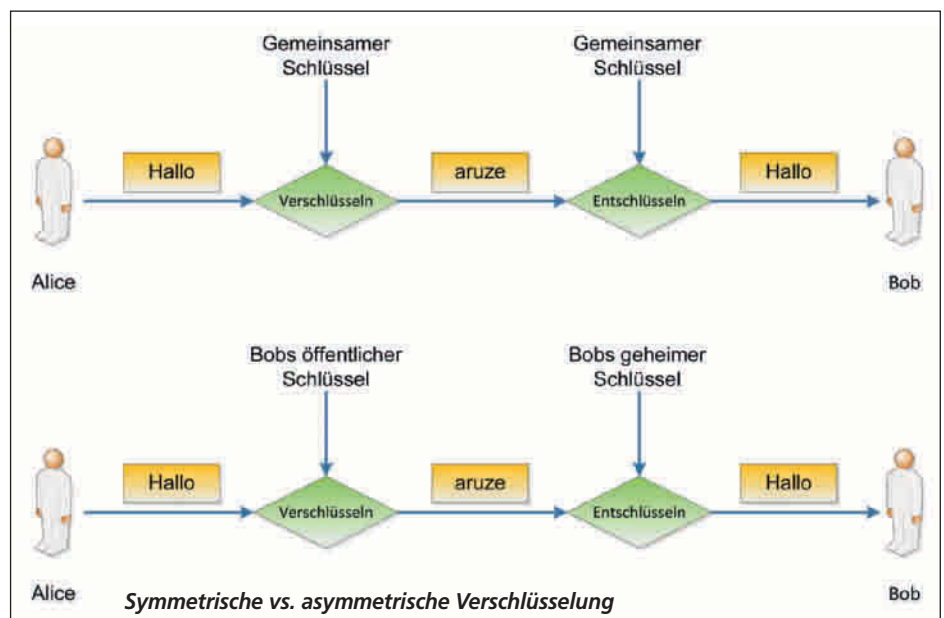 Gemeinsamer
Schlüssel
Gemeinsamer
Schlüssel
Hallo
aruze
Hallo
Verschlüsseln
Entschlüsseln
Alice
Bob
Bobs öffentlicher
Schlüssel
Bobs geheimer
Schlüssel
Hallo
aruze
Hallo
Verschlüsseln
Entschlüsseln
Alice
Bob
Symmetrische vs. asymmetrische Verschlüsselung